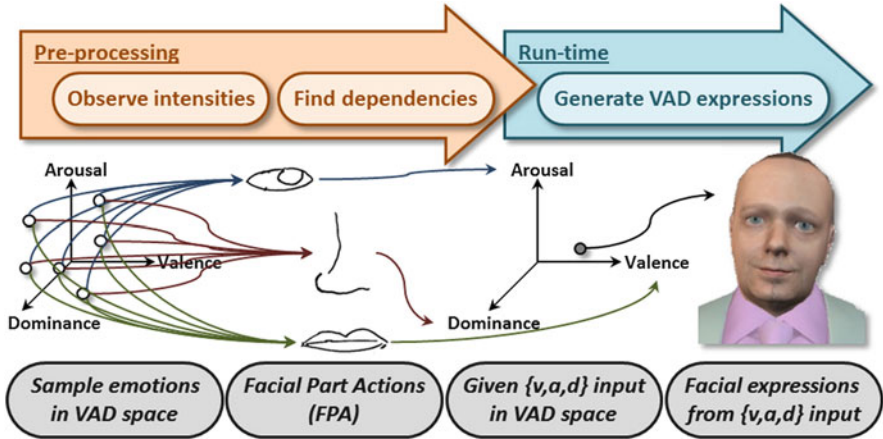 Pre-processing
Run-time
Observe intensities
Find dependencies
Generate VAD expressions
Arousal
Valence
Dominance
Arousal
Valence
Dominance
Sample emotions
in VAD space
Facial Part Actions
(FPA)
Given {v,a,d} input
in VAD space
Facial expressions
from {v,a,d} input